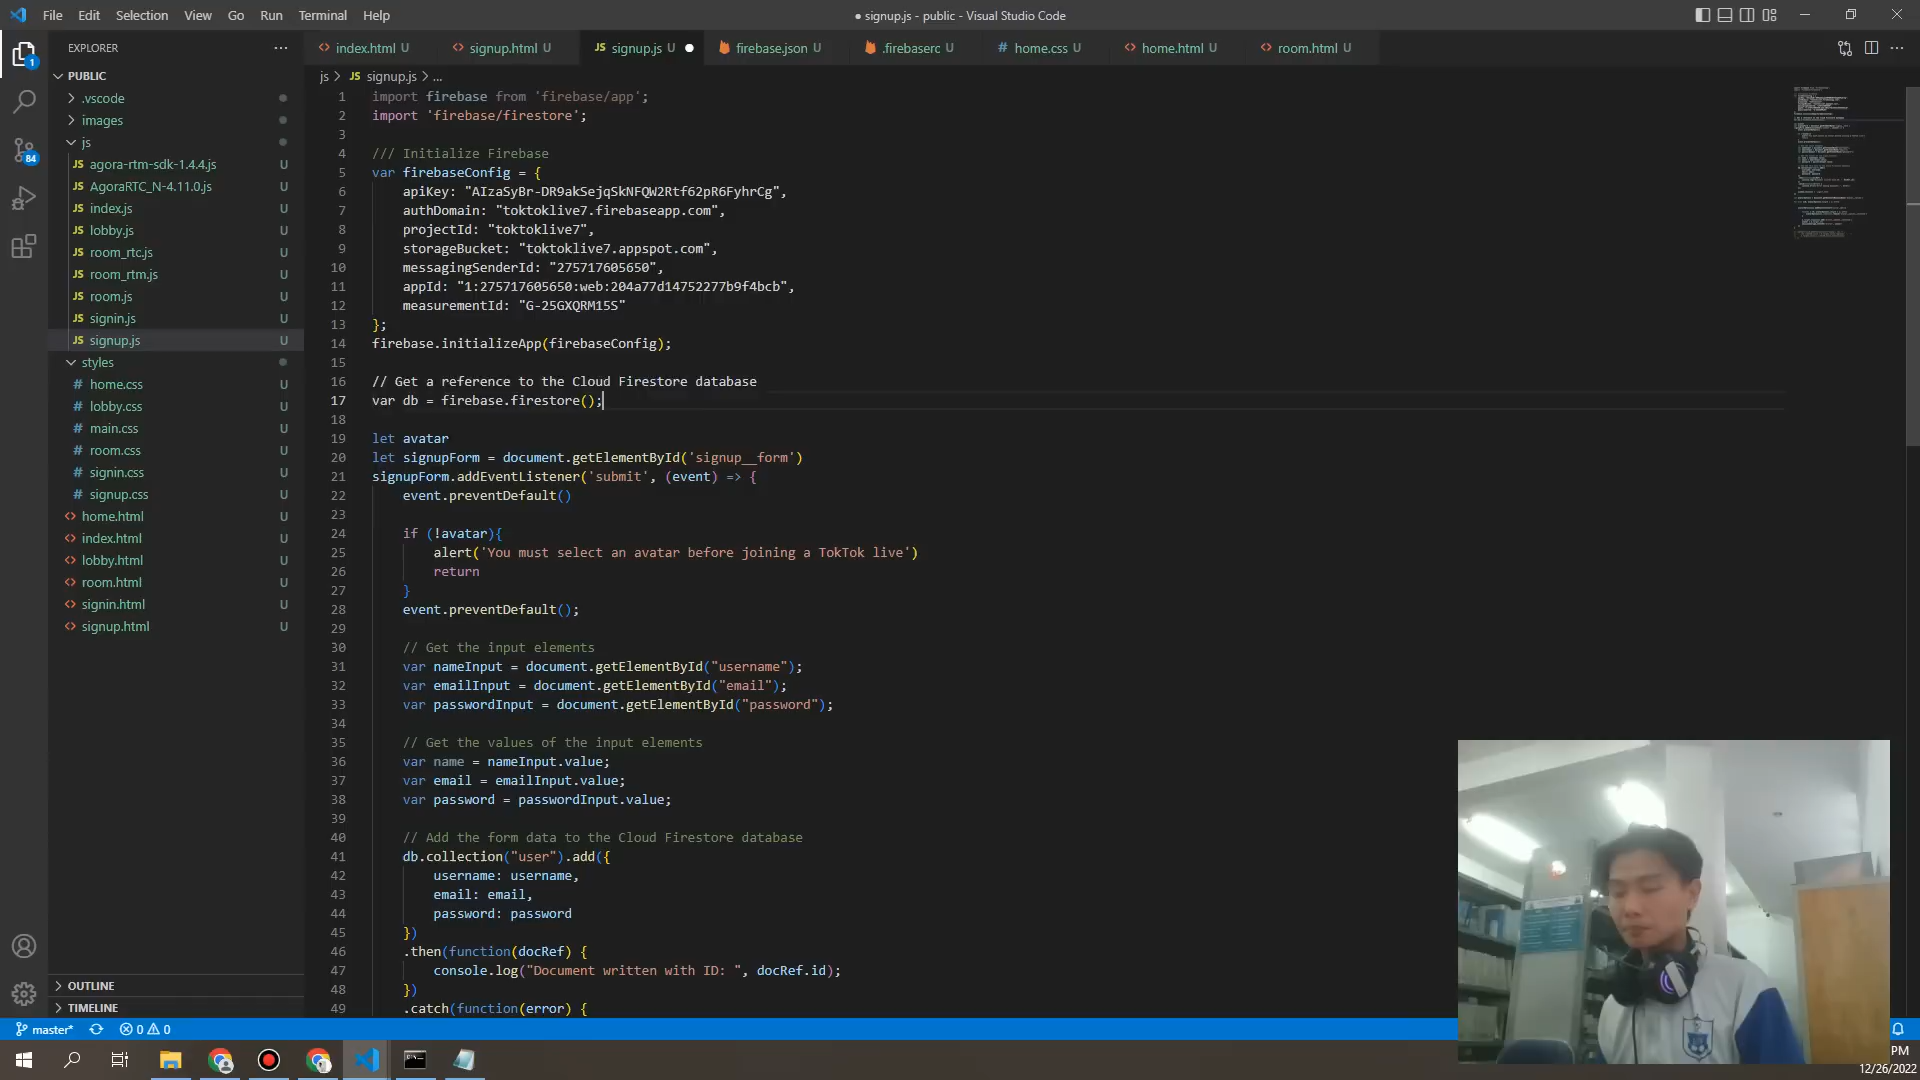 File Edit Selection View Go Run Terminal Help
● signup.js - public - Visual Studio Code
EXPLORER
PUBLIC
.vscode
images
js
JS agora-rtm-sdk-1.4.4.js U
JS AgoraRTC_N-4.11.0.js U
JS index.js U
JS lobby.js U
JS room_rtc.js U
JS room_rtm.js U
JS room.js U
JS signin.js U
JS signup.js U
styles
# home.css U
# lobby.css U
# main.css U
# room.css U
# signin.css U
# signup.css U
<> home.html U
<> index.html U
<> lobby.html U
<> room.html U
<> signin.html U
<> signup.html U
OUTLINE
TIMELINE
1
84
<> index.html U <> signup.html U JS signup.js U ● firebase.json U .firebaserc U # home.css U <> home.html U <> room.html U
js > JS signup.js > ...
1 import firebase from 'firebase/app';
2 import 'firebase/firestore';
3
4 /// Initialize Firebase
5 var firebaseConfig = {
6 apiKey: "AIzaSyBr-DR9akSejqSkNFQW2Rtf62pR6FyhrCg",
7 authDomain: "toktoklive7.firebaseapp.com",
8 projectId: "toktoklive7",
9 storageBucket: "toktoklive7.appspot.com",
10 messagingSenderId: "275717605650",
11 appId: "1:275717605650:web:204a77d14752277b9f4bcb",
12 measurementId: "G-25GXQRM15S"
13 };
14 firebase.initializeApp(firebaseConfig);
15
16 // Get a reference to the Cloud Firestore database
17 var db = firebase.firestore();
18
19 let avatar
20 let signupForm = document.getElementById('signup__form')
21 signupForm.addEventListener('submit', (event) => {
22 event.preventDefault()
23
24 if (!avatar){
25 alert('You must select an avatar before joining a TokTok live')
26 return
27 }
28 event.preventDefault();
29
30 // Get the input elements
31 var nameInput = document.getElementById("username");
32 var emailInput = document.getElementById("email");
33 var passwordInput = document.getElementById("password");
34
35 // Get the values of the input elements
36 var name = nameInput.value;
37 var email = emailInput.value;
38 var password = passwordInput.value;
39
40 // Add the form data to the Cloud Firestore database
41 db.collection("user").add({
42 username: username,
43 email: email,
44 password: password
45 })
46 .then(function(docRef) {
47 console.log("Document written with ID: ", docRef.id);
48 })
49 .catch(function(error) {
master* 0 0
PM
12/26/2022